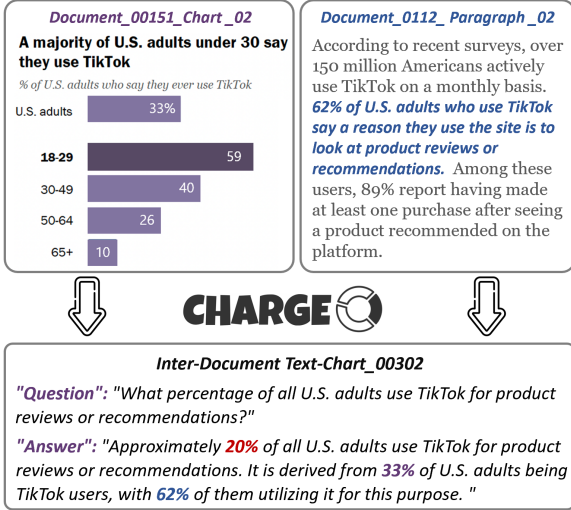 Document_00151_Chart _02
A majority of U.S. adults under 30 say
they use TikTok
% of U.S. adults who say they ever use TikTok
U.S. adults 33%
18-29 59
30-49 40
50-64 26
65+ 10
Document_0112_ Paragraph _02
According to recent surveys, over
150 million Americans actively
use TikTok on a monthly basis.
62% of U.S. adults who use TikTok
say a reason they use the site is to
look at product reviews or
recommendations. Among these
users, 89% report having made
at least one purchase after seeing
a product recommended on the
platform.
CHARGE
Inter-Document Text-Chart_00302
"Question": "What percentage of all U.S. adults use TikTok for product
reviews or recommendations?"
"Answer": "Approximately 20% of all U.S. adults use TikTok for product
reviews or recommendations. It is derived from 33% of U.S. adults being
TikTok users, with 62% of them utilizing it for this purpose. "